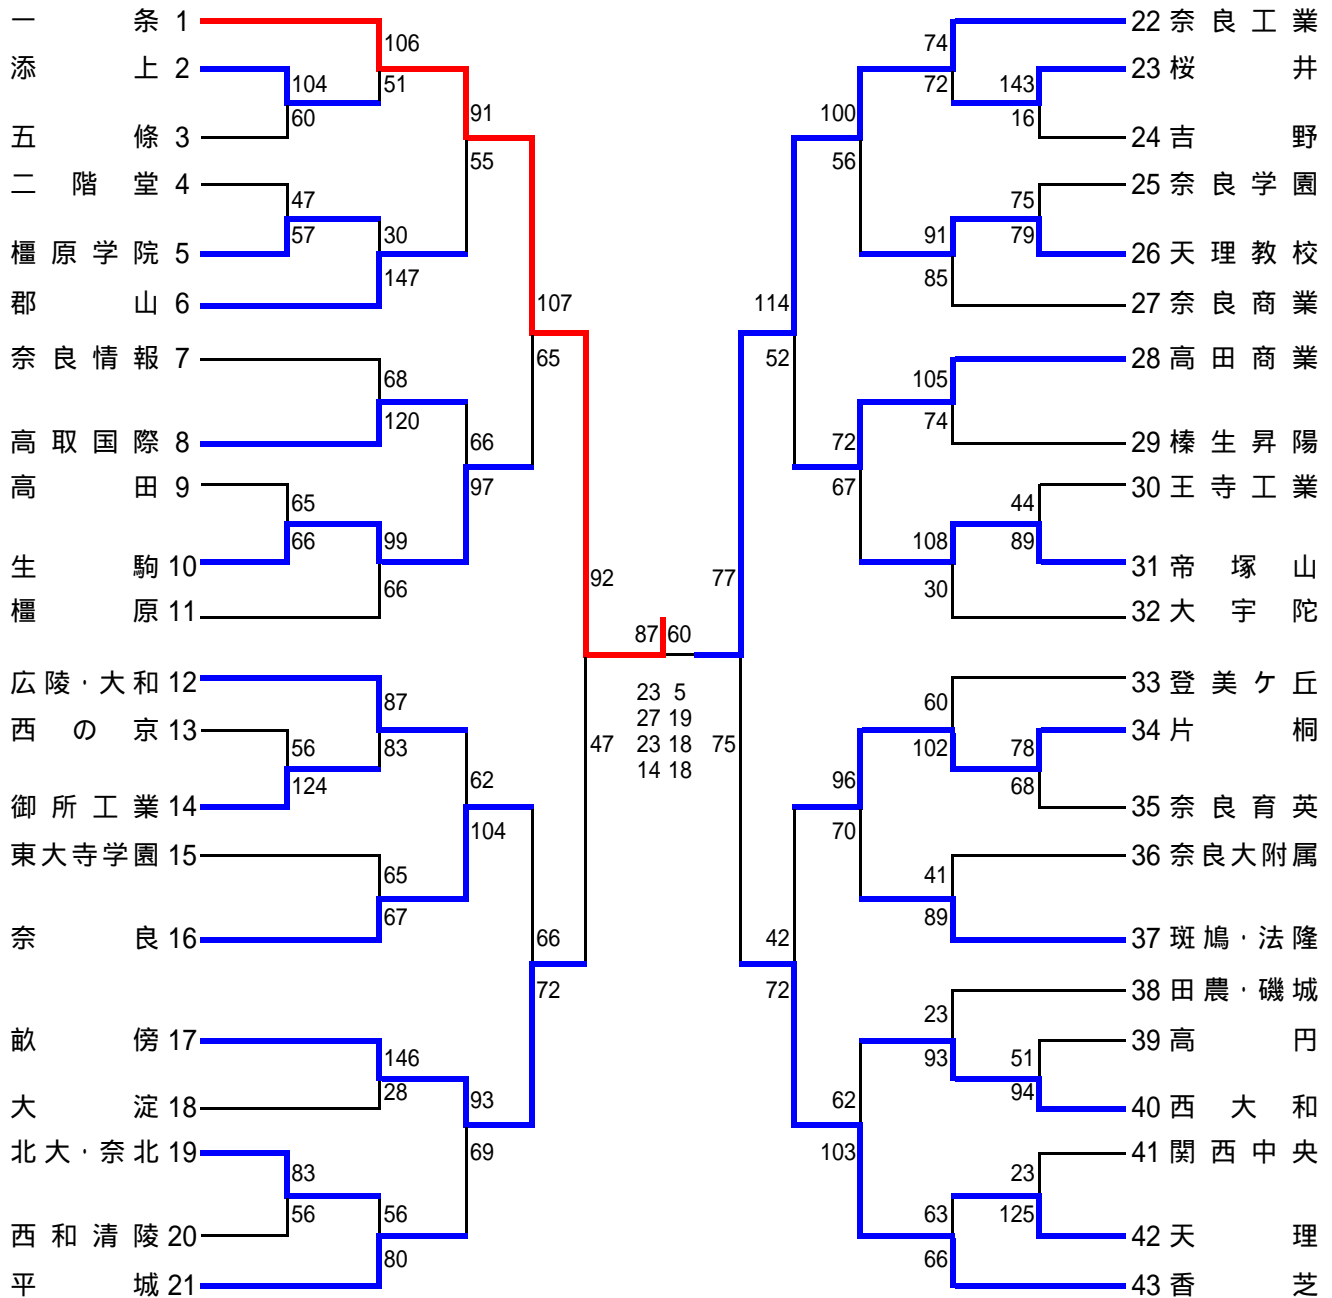 一条 1
添上 2
五條 3
二階堂 4
橿原学院 5
郡山 6
奈良情報 7
高取国際 8
高田 9
生駒 10
橿原 11
広陵・大和 12
西の京 13
御所工業 14
東大寺学園 15
奈良 16
畝傍 17
大淀 18
北大・奈北 19
西和清陵 20
平城 21
104
60
47
57
65
66
56
124
83
56
106
51
30
147
68
120
99
66
87
83
65
67
146
28
56
80
91
55
66
97
62
104
93
69
107
65
66
72
92
47
87 60
23 5
27 19
23 18
14 18
77
75
114
52
42
72
100
56
72
67
96
70
62
103
74
72
91
85
105
74
108
30
60
102
41
89
23
93
63
66
143
16
75
79
44
89
78
68
51
94
23
125
22 奈良工業
23 桜井
24 吉野
25 奈良学園
26 天理教校
27 奈良商業
28 高田商業
29 榛生昇陽
30 王寺工業
31 帝塚山
32 大宇陀
33 登美ケ丘
34 片桐
35 奈良育英
36 奈良大附属
37 斑鳩・法隆
38 田農・磯城
39 高円
40 西大和
41 関西中央
42 天理
43 香芝